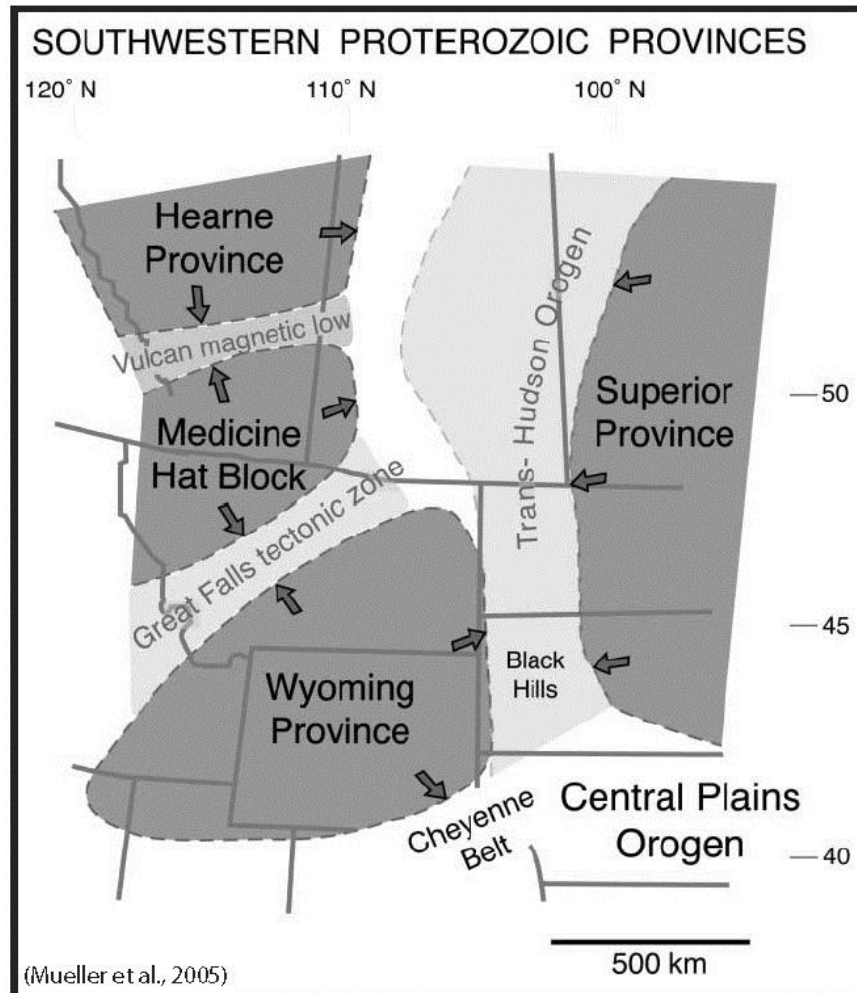 SOUTHWESTERN PROTEROZOIC PROVINCES
120° N
110° N
100° N
Hearne
Province
Vulcan magnetic low
Medicine
Hat Block
Great Falls tectonic zone
Wyoming
Province
Trans- Hudson Orogen
Superior
Province
Black
Hills
Cheyenne
Belt
Central Plains
Orogen
50
45
40
500 km
(Mueller et al., 2005)